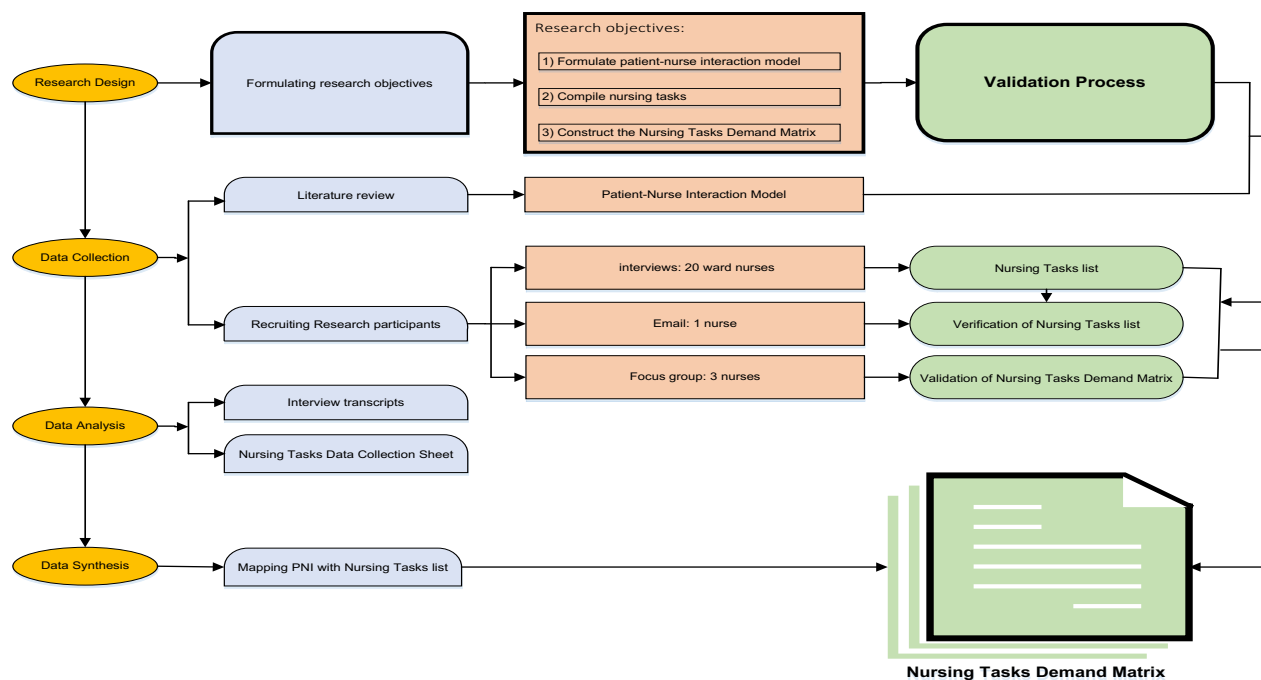 Research objectives:
Research Design
Formulating research objectives
1) Formulate patient-nurse interaction model
2) Compile nursing tasks
3) Construct the Nursing Tasks Demand Matrix
Validation Process
Literature review
Patient-Nurse Interaction Model
Data Collection
interviews: 20 ward nurses
Nursing Tasks list
Recruiting Research participants
Email: 1 nurse
Verification of Nursing Tasks list
Focus group: 3 nurses
Validation of Nursing Tasks Demand Matrix
Interview transcripts
Data Analysis
Nursing Tasks Data Collection Sheet
Data Synthesis
Mapping PNI with Nursing Tasks list
Nursing Tasks Demand Matrix